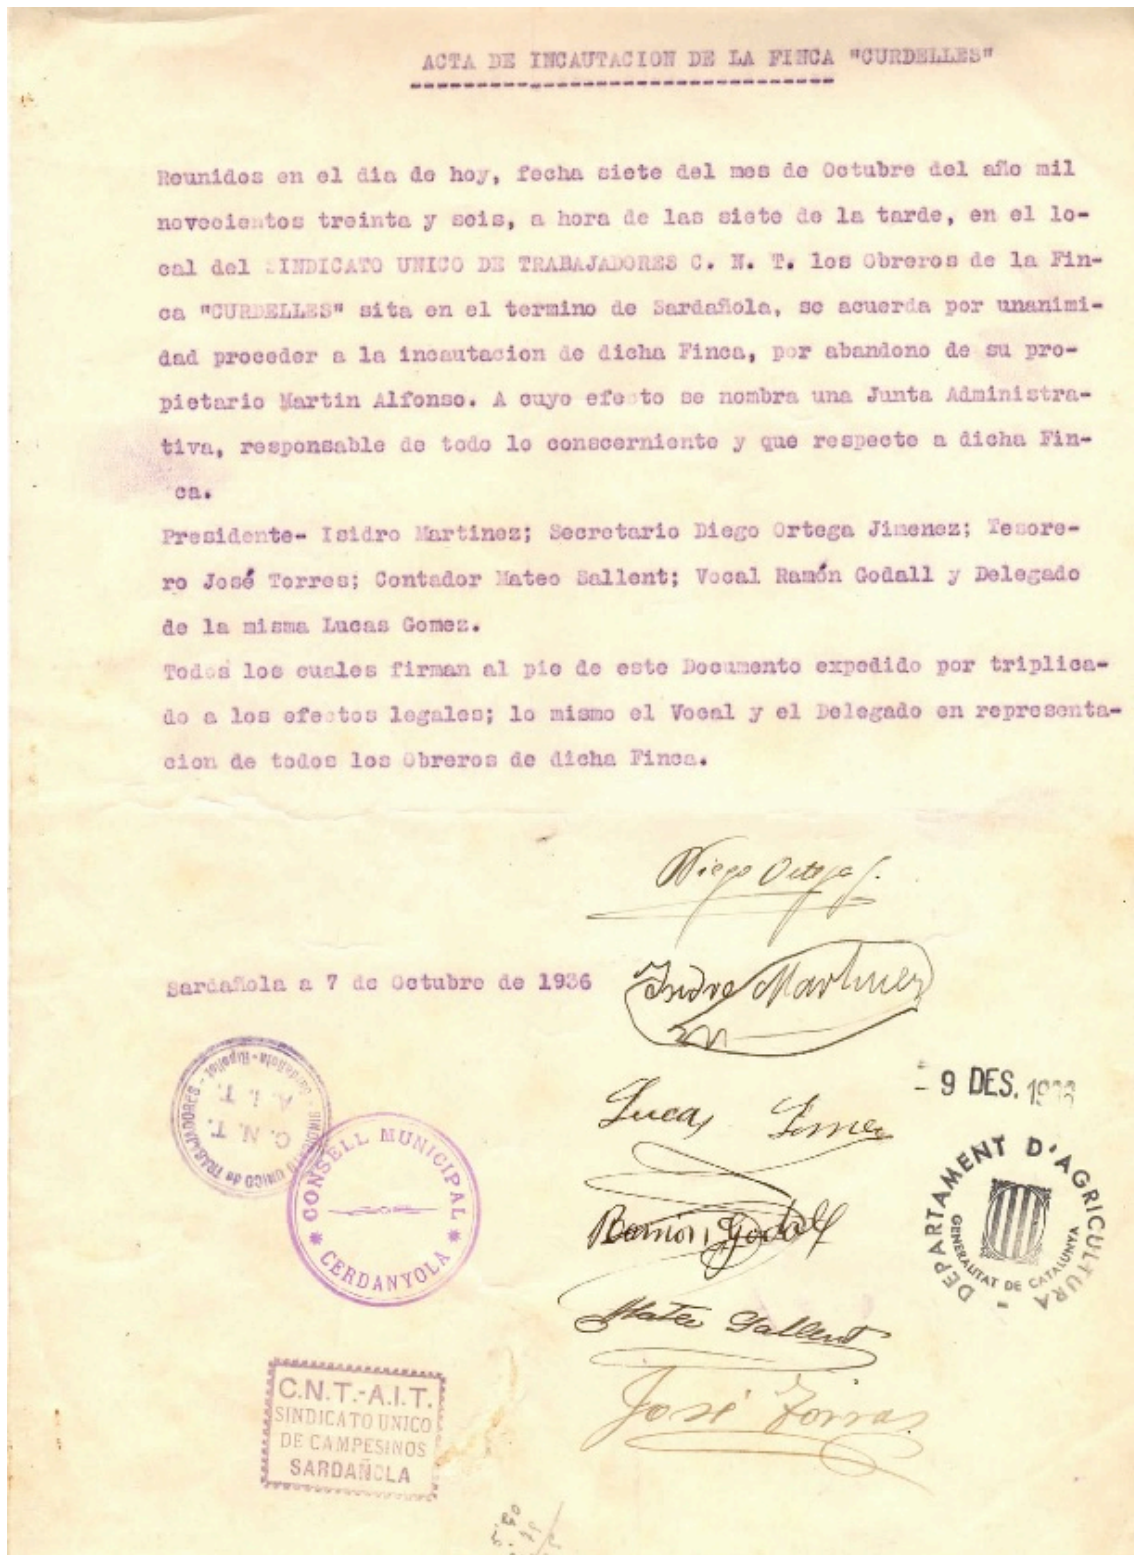 ACTA DE INCAUTACION DE LA FINCA "CURDELLES"
Reunidos en el dia de hoy, fecha siete del mes de Octubre del año mil
novecientos treinta y seis, a hora de las siete de la tarde, en el lo-
cal del SINDICATO UNICO DE TRABAJADORES C. N. T. los Obreros de la Fin-
ca "CURDELLES" sita en el termino de Sardañola, se acuerda por unanimi-
dad proceder a la incautacion de dicha Finca, por abandono de su pro-
pietario Martin Alfonso. A cuyo efecto se nombra una Junta Administra-
tiva, responsable de todo lo conscerniente y que respecte a dicha Fin-
ca.
Presidente- Isidro Martinez; Secretario Diego Ortega Jimenez; Tesore-
ro José Torres; Contador Mateo Sallent; Vocal Ramón Godall y Delegado
de la misma Lucas Gomez.
Todos los cuales firman al pie de este Documento expedido por triplica-
do a los efectos legales; lo mismo el Vocal y el Delegado en representa-
cion de todos los Obreros de dicha Finca.
Diego Ortega J.
Sardañola a 7 de Octubre de 1936
Isidro Martinez
SINDICATO UNICO de TRABAJADORES - Sardañola-Ripollet -
C. N. T.
A. I. T.
- 9 DES. 1936
Lucas Gomez
CONSELL MUNICIPAL
CERDANYOLA
DEPARTAMENT D'AGRICULTURA
GENERALITAT DE CATALUNYA
Ramón Godall
Mateo Sallent
C.N.T.-A.I.T.
SINDICATO UNICO
DE CAMPESINOS
SARDAÑOLA
José Torras